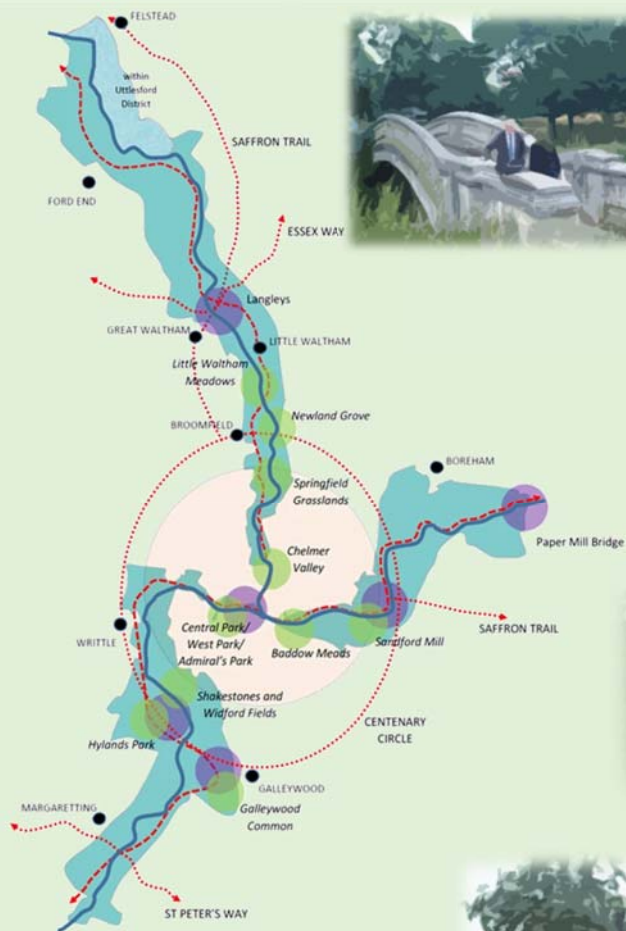 FELSTEAD
within
Uttlesford
District
SAFFRON TRAIL
FORD END
ESSEX WAY
Langleys
GREAT WALTHAM
LITTLE WALTHAM
Little Waltham
Meadows
Newland Grove
BROOMFIELD
BOREHAM
Springfield
Grasslands
Paper Mill Bridge
Chelmer
Valley
WRITTLE
Central Park/
West Park/
Admiral's Park
Baddow Meads
Sandford Mill
SAFFRON TRAIL
Shakestones and
Widford Fields
CENTENARY
CIRCLE
Hylands Park
GALLEYWOOD
MARGARETTING
Galleywood
Common
ST PETER'S WAY